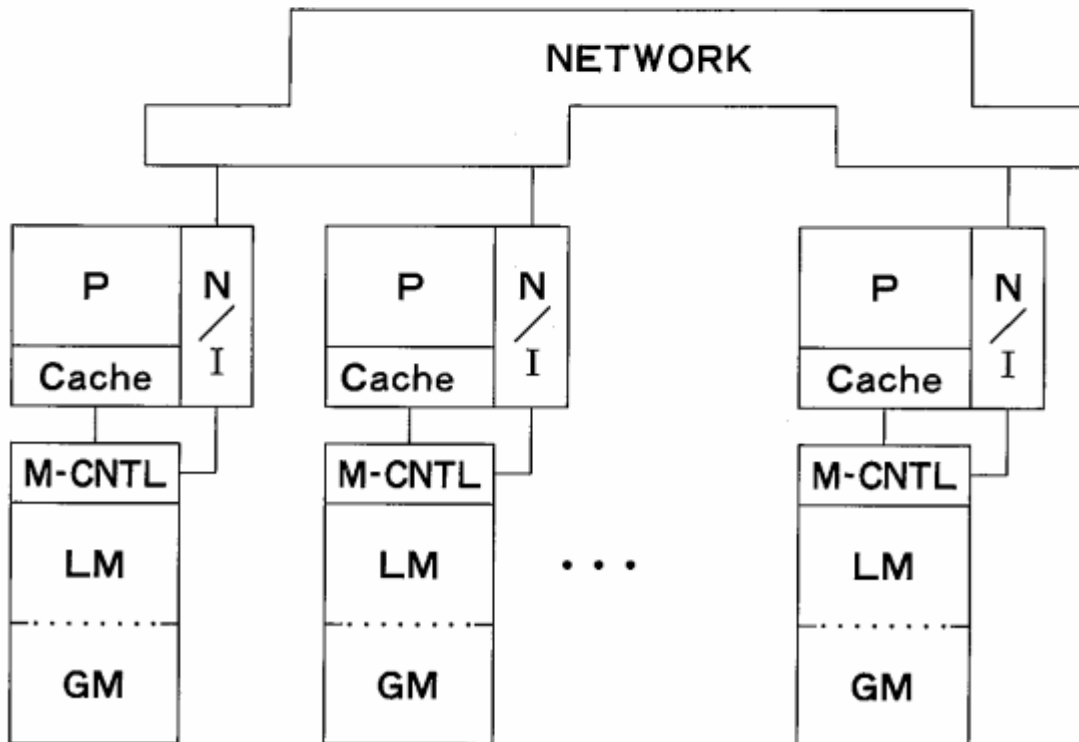 NETWORK
P
N
/
I
Cache
M-CNTL
LM
GM
P
N
/
I
Cache
M-CNTL
LM
GM
• • •
P
N
/
I
Cache
M-CNTL
LM
GM